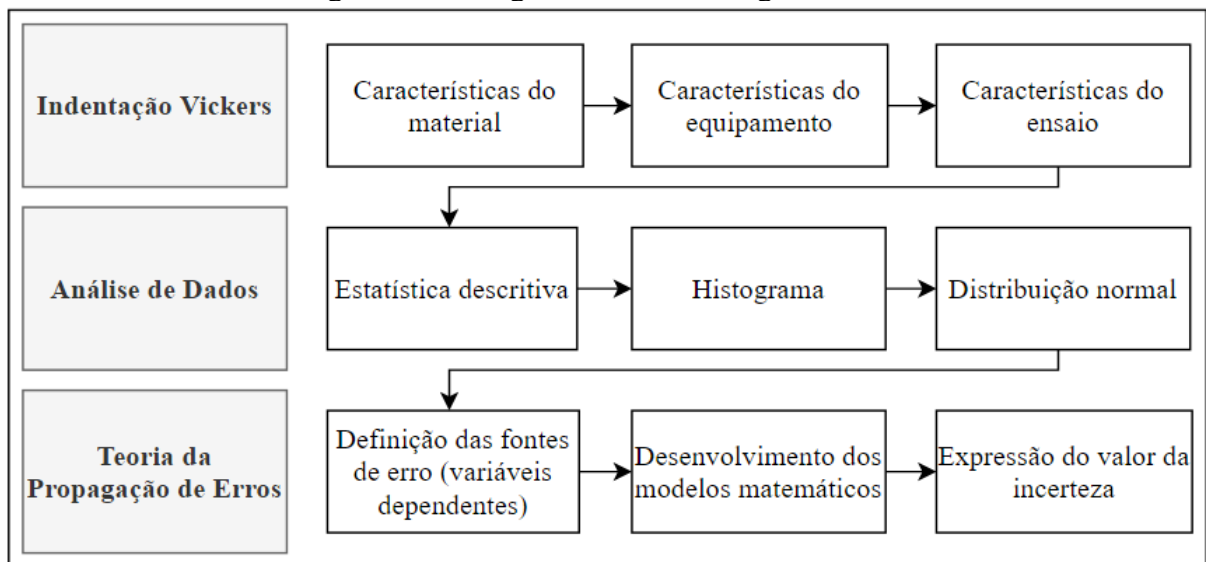 Indentação Vickers
Características do
material
Características do
equipamento
Características do
ensaio
Análise de Dados
Estatística descritiva
Histograma
Distribuição normal
Teoria da
Propagação de Erros
Definição das fontes
de erro (variáveis
dependentes)
Desenvolvimento dos
modelos matemáticos
Expressão do valor da
incerteza